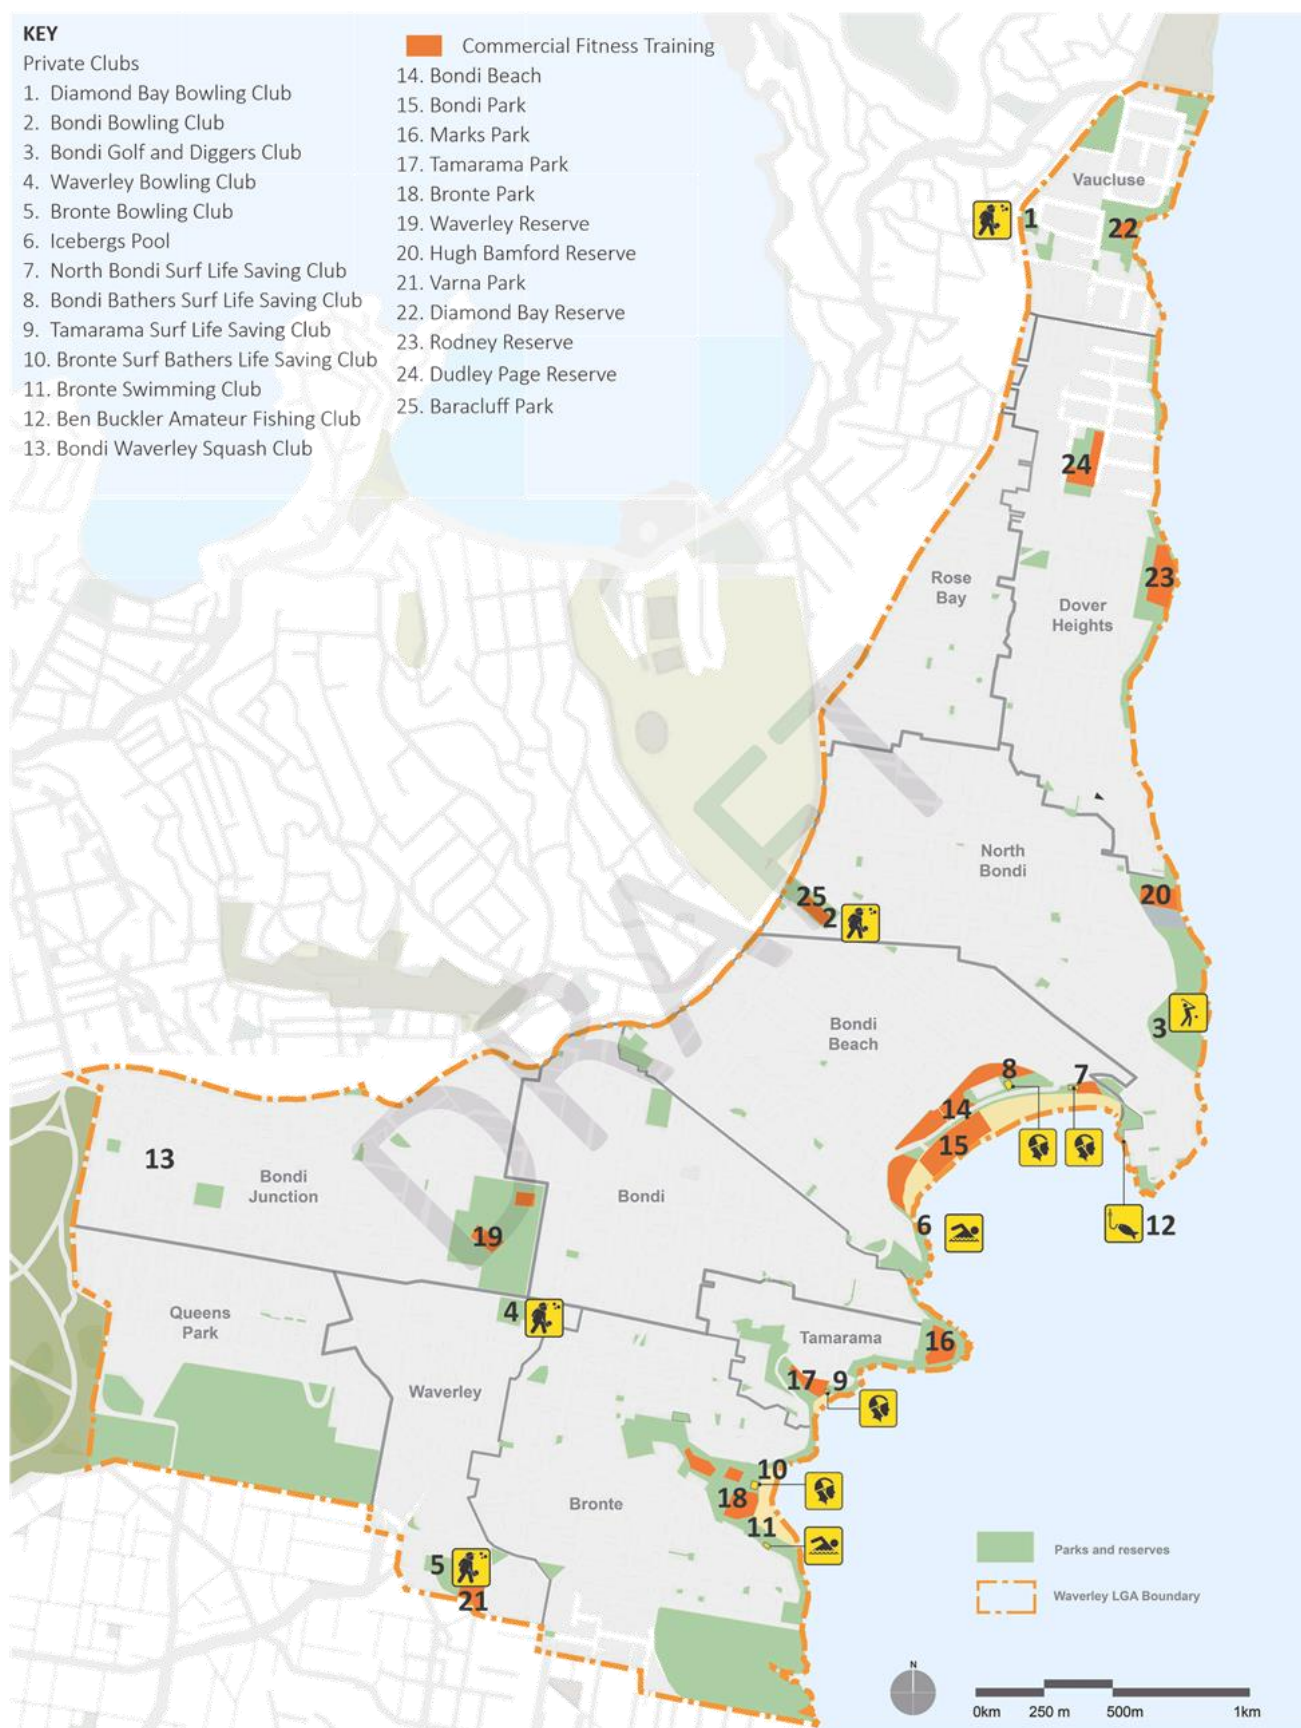 KEY
Private Clubs
1. Diamond Bay Bowling Club
2. Bondi Bowling Club
3. Bondi Golf and Diggers Club
4. Waverley Bowling Club
5. Bronte Bowling Club
6. Icebergs Pool
7. North Bondi Surf Life Saving Club
8. Bondi Bathers Surf Life Saving Club
9. Tamarama Surf Life Saving Club
10. Bronte Surf Bathers Life Saving Club
11. Bronte Swimming Club
12. Ben Buckler Amateur Fishing Club
13. Bondi Waverley Squash Club
Commercial Fitness Training
14. Bondi Beach
15. Bondi Park
16. Marks Park
17. Tamarama Park
18. Bronte Park
19. Waverley Reserve
20. Hugh Bamford Reserve
21. Varna Park
22. Diamond Bay Reserve
23. Rodney Reserve
24. Dudley Page Reserve
25. Baracluff Park
Vaucluse
1
22
24
23
Rose
Bay
Dover
Heights
DRAFT
North
Bondi
25
2
20
3
Bondi
Beach
8
7
14
15
13
Bondi
Junction
Bondi
19
6
12
4
Queens
Park
Tamarama
16
17
9
Waverley
10
18
11
Bronte
5
21
Parks and reserves
Waverley LGA Boundary
N
0km 250 m 500m 1km